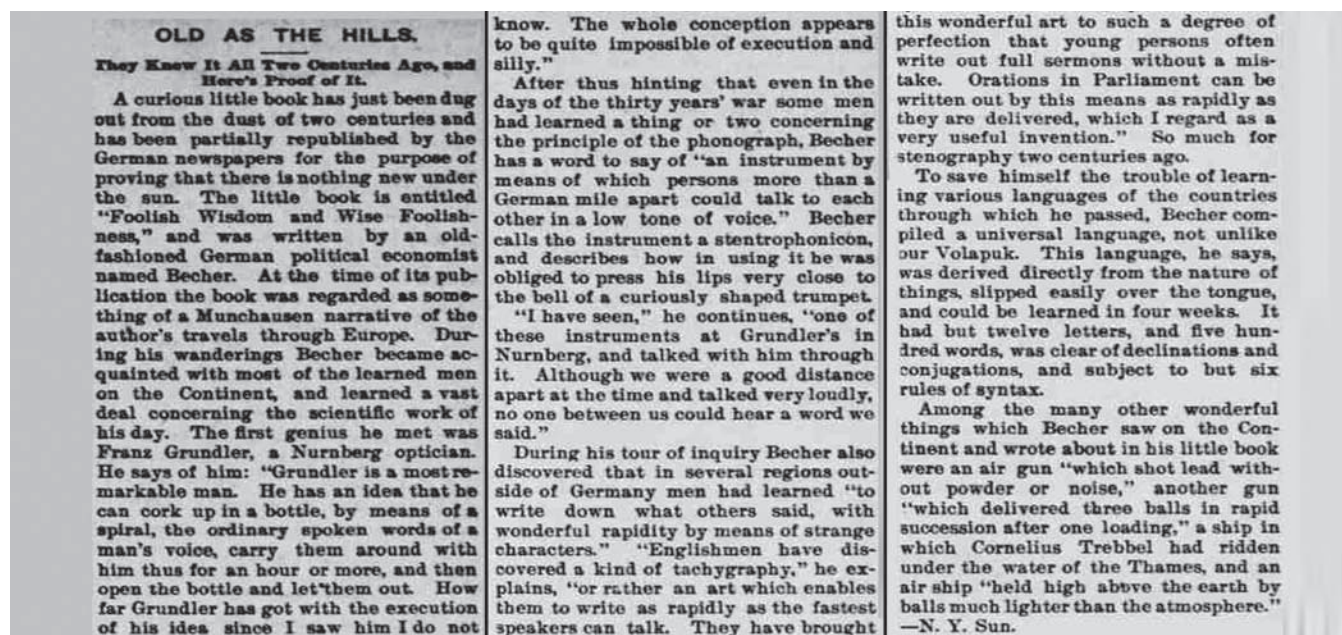 OLD AS THE HILLS.
They Knew It All Two Centuries Ago, and
Here's Proof of It.
A curious little book has just been dug
out from the dust of two centuries and
has been partially republished by the
German newspapers for the purpose of
proving that there is nothing new under
the sun. The little book is entitled
"Foolish Wisdom and Wise Foolish-
ness," and was written by an old-
fashioned German political economist
named Becher. At the time of its pub-
lication the book was regarded as some-
thing of a Munchausen narrative of the
author's travels through Europe. Dur-
ing his wanderings Becher became ac-
quainted with most of the learned men
on the Continent, and learned a vast
deal concerning the scientific work of
his day. The first genius he met was
Franz Grundler, a Nurnberg optician.
He says of him: "Grundler is a most re-
markable man. He has an idea that he
can cork up in a bottle, by means of a
spiral, the ordinary spoken words of a
man's voice, carry them around with
him thus for an hour or more, and then
open the bottle and let them out. How
far Grundler has got with the execution
of his idea since I saw him I do not
know. The whole conception appears
to be quite impossible of execution and
silly."
After thus hinting that even in the
days of the thirty years' war some men
had learned a thing or two concerning
the principle of the phonograph, Becher
has a word to say of "an instrument by
means of which persons more than a
German mile apart could talk to each
other in a low tone of voice." Becher
calls the instrument a stentrophonicon,
and describes how in using it he was
obliged to press his lips very close to
the bell of a curiously shaped trumpet.
"I have seen," he continues, "one of
these instruments at Grundler's in
Nurnberg, and talked with him through
it. Although we were a good distance
apart at the time and talked very loudly,
no one between us could hear a word we
said."
During his tour of inquiry Becher also
discovered that in several regions out-
side of Germany men had learned "to
write down what others said, with
wonderful rapidity by means of strange
characters." "Englishmen have dis-
covered a kind of tachygraphy," he ex-
plains, "or rather an art which enables
them to write as rapidly as the fastest
speakers can talk. They have brought
this wonderful art to such a degree of
perfection that young persons often
write out full sermons without a mis-
take. Orations in Parliament can be
written out by this means as rapidly as
they are delivered, which I regard as a
very useful invention." So much for
stenography two centuries ago.
To save himself the trouble of learn-
ing various languages of the countries
through which he passed, Becher com-
piled a universal language, not unlike
our Volapuk. This language, he says,
was derived directly from the nature of
things, slipped easily over the tongue,
and could be learned in four weeks. It
had but twelve letters, and five hun-
dred words, was clear of declinations and
conjugations, and subject to but six
rules of syntax.
Among the many other wonderful
things which Becher saw on the Con-
tinent and wrote about in his little book
were an air gun "which shot lead with-
out powder or noise," another gun
"which delivered three balls in rapid
succession after one loading," a ship in
which Cornelius Trebbel had ridden
under the water of the Thames, and an
air ship "held high above the earth by
balls much lighter than the atmosphere."
—N. Y. Sun.